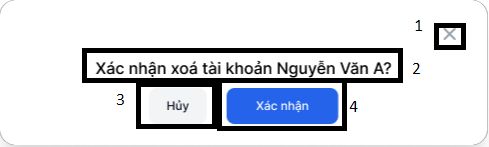 1
Xác nhận xoá tài khoản Nguyễn Văn A? 2
3 Hủy Xác nhận 4